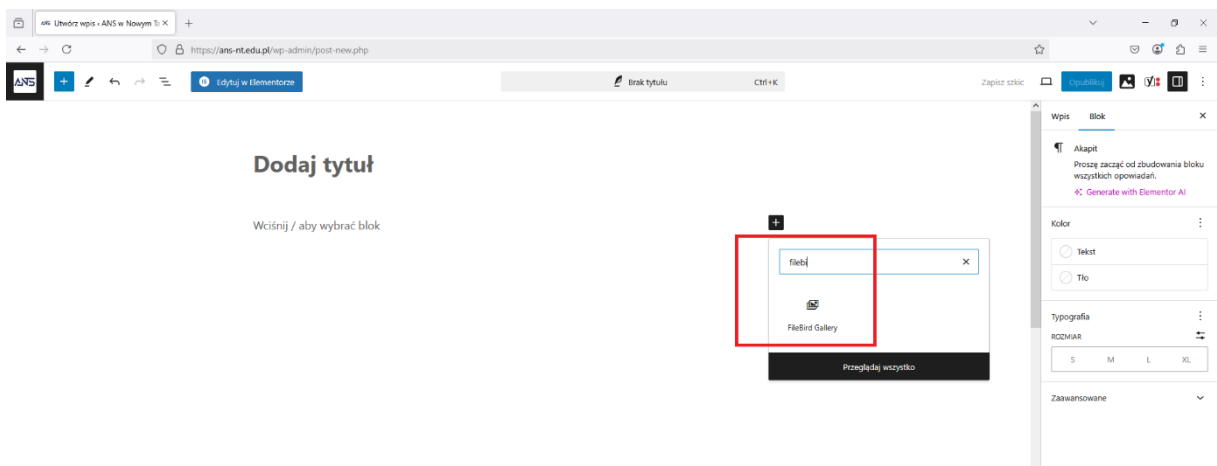 ANS Utwórz wpis ‹ ANS w Nowym Ta
https://ans-nt.edu.pl/wp-admin/post-new.php
ANS
Edytuj w Elementorze
Brak tytułu
Ctrl+K
Zapisz szkic
Opublikuj
Wpis
Blok
Akapit
Proszę zacząć od zbudowania bloku
wszystkich opowiadań.
Generate with Elementor AI
Dodaj tytuł
Wciśnij / aby wybrać blok
filebi
FileBird Gallery
Przeglądaj wszystko
Kolor
Tekst
Tło
Typografia
ROZMIAR
S M L XL
Zaawansowane